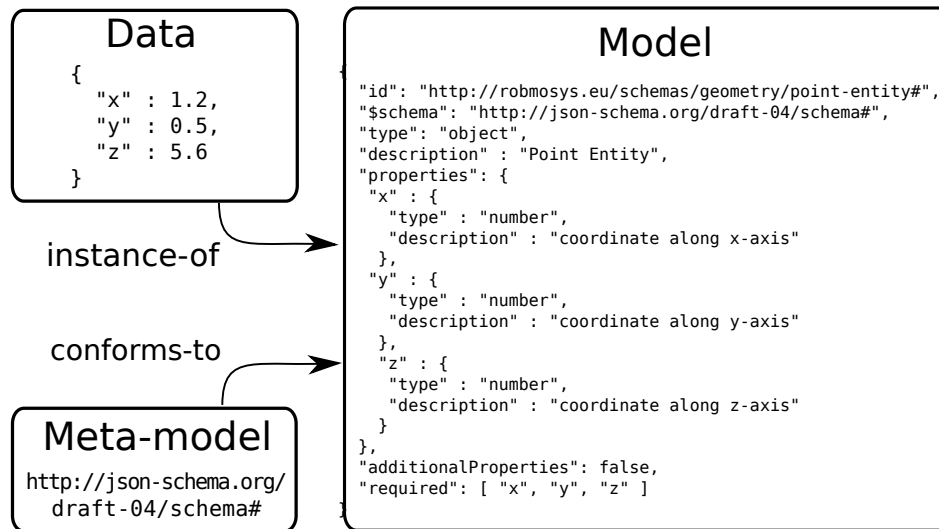 Data
{
"x" : 1.2,
"y" : 0.5,
"z" : 5.6
}
instance-of
conforms-to
Meta-model
http://json-schema.org/
draft-04/schema#
Model
{
"id": "http://robmosys.eu/schemas/geometry/point-entity#",
"$schema": "http://json-schema.org/draft-04/schema#",
"type": "object",
"description" : "Point Entity",
"properties": {
"x" : {
"type" : "number",
"description" : "coordinate along x-axis"
},
"y" : {
"type" : "number",
"description" : "coordinate along y-axis"
},
"z" : {
"type" : "number",
"description" : "coordinate along z-axis"
}
},
"additionalProperties": false,
"required": [ "x", "y", "z" ]
}